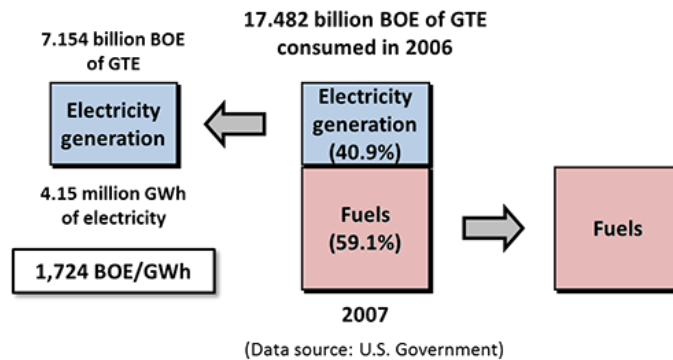 7.154 billion BOE
of GTE
Electricity
generation
4.15 million GWh
of electricity
1,724 BOE/GWh
17.482 billion BOE of GTE
consumed in 2006
Electricity
generation
(40.9%)
Fuels
(59.1%)
2007
(Data source: U.S. Government)
Fuels